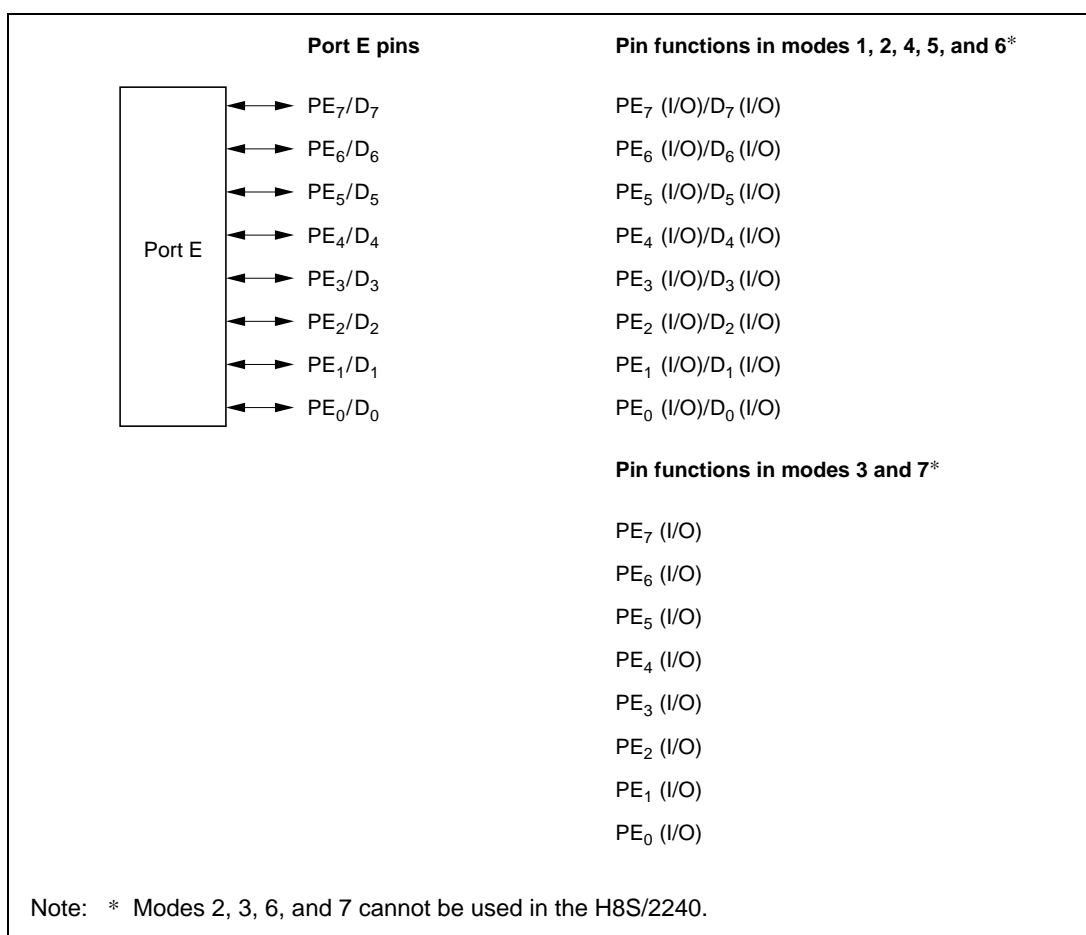 Port E pins Pin functions in modes 1, 2, 4, 5, and 6*
Port E
PE₇/D₇ PE₇ (I/O)/D₇ (I/O)
PE₆/D₆ PE₆ (I/O)/D₆ (I/O)
PE₅/D₅ PE₅ (I/O)/D₅ (I/O)
PE₄/D₄ PE₄ (I/O)/D₄ (I/O)
PE₃/D₃ PE₃ (I/O)/D₃ (I/O)
PE₂/D₂ PE₂ (I/O)/D₂ (I/O)
PE₁/D₁ PE₁ (I/O)/D₁ (I/O)
PE₀/D₀ PE₀ (I/O)/D₀ (I/O)
Pin functions in modes 3 and 7*
PE₇ (I/O)
PE₆ (I/O)
PE₅ (I/O)
PE₄ (I/O)
PE₃ (I/O)
PE₂ (I/O)
PE₁ (I/O)
PE₀ (I/O)
Note: * Modes 2, 3, 6, and 7 cannot be used in the H8S/2240.